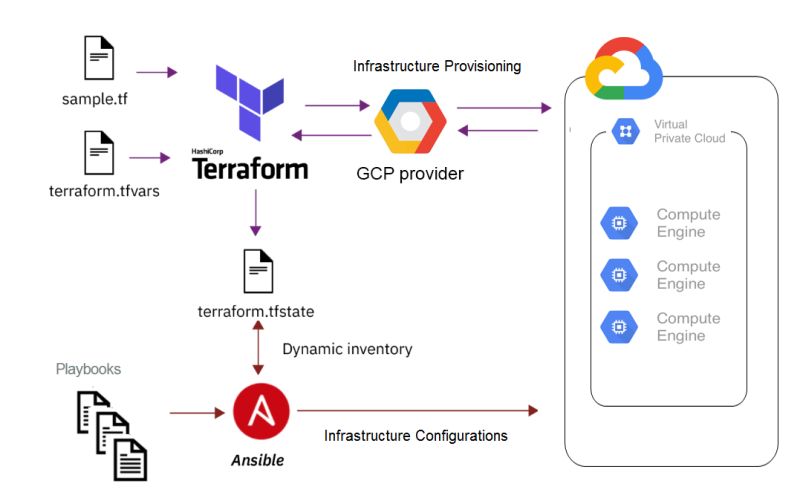 sample.tf
Infrastructure Provisioning
Virtual
Private Cloud
HashiCorp
Terraform
GCP provider
terraform.tfvars
Compute
Engine
Compute
Engine
Compute
Engine
terraform.tfstate
Dynamic inventory
Playbooks
Infrastructure Configurations
Ansible